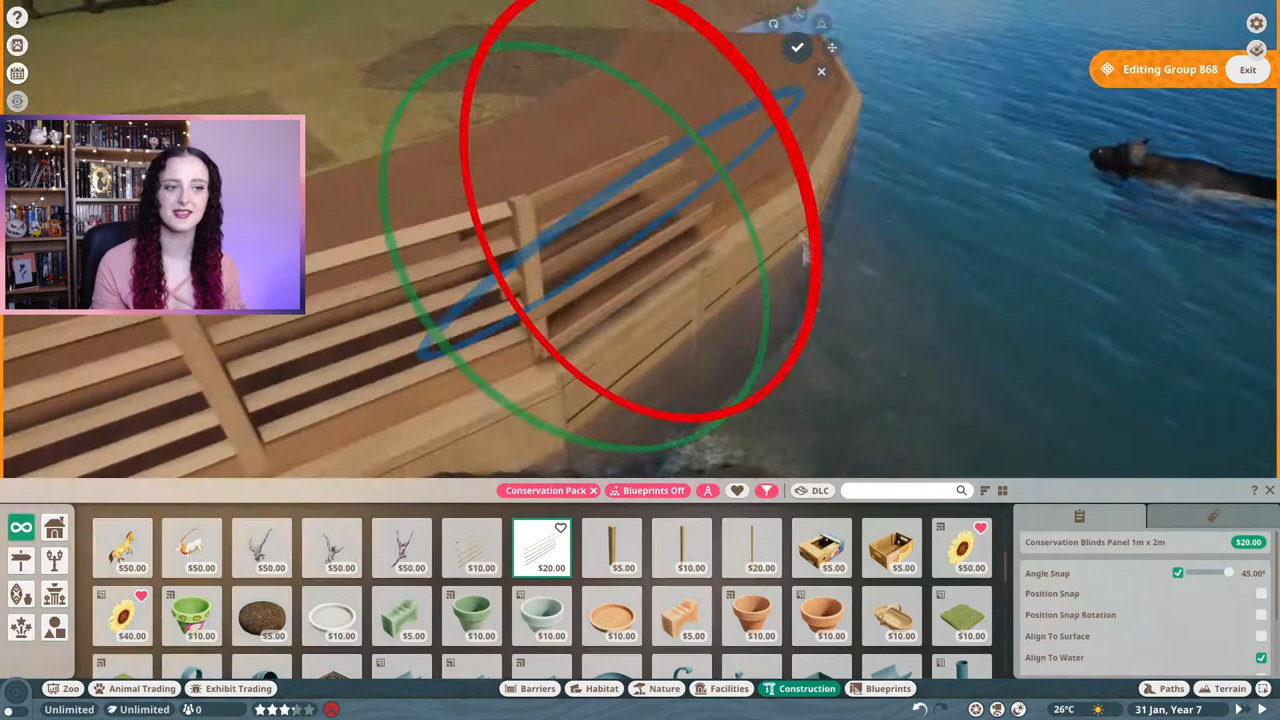 Editing Group 868
Exit
Conservation Pack
Blueprints Off
DLC
$50.00
$50.00
$50.00
$50.00
$50.00
$10.00
$20.00
$5.00
$10.00
$20.00
$5.00
$5.00
$50.00
$40.00
$10.00
$5.00
$10.00
$5.00
$10.00
$10.00
$10.00
$5.00
$10.00
$10.00
$10.00
$10.00
Conservation Blinds Panel 1m x 2m
$20.00
Angle Snap
45.00°
Position Snap
Position Snap Rotation
Align To Surface
Align To Water
Zoo
Animal Trading
Exhibit Trading
Barriers
Habitat
Nature
Facilities
Construction
Blueprints
Paths
Terrain
Unlimited
Unlimited
0
26°C
31 Jan, Year 7